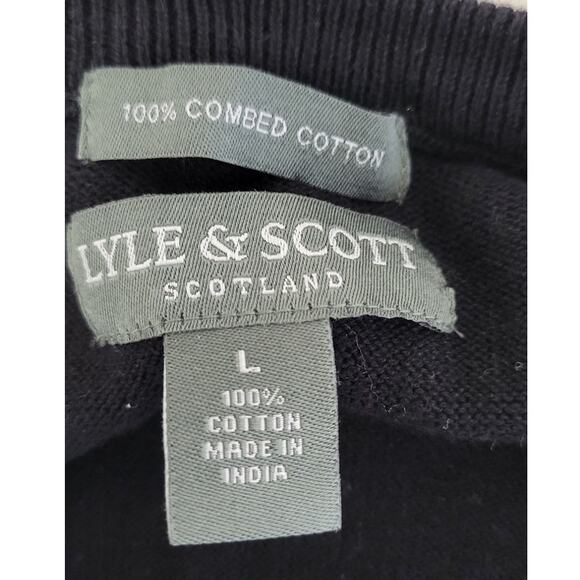 100% COMBED COTTON
LYLE & SCOTT
SCOTLAND
L
100%
COTTON
MADE IN
INDIA